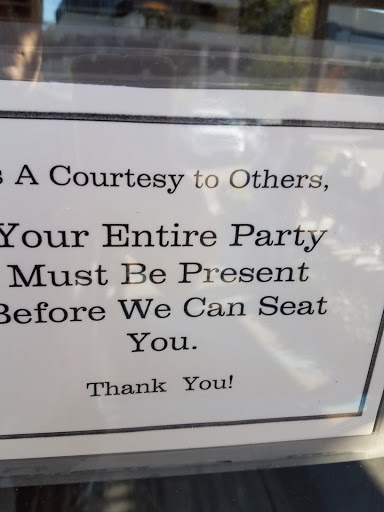 s A Courtesy to Others,
Your Entire Party
Must Be Present
Before We Can Seat
You.
Thank You!